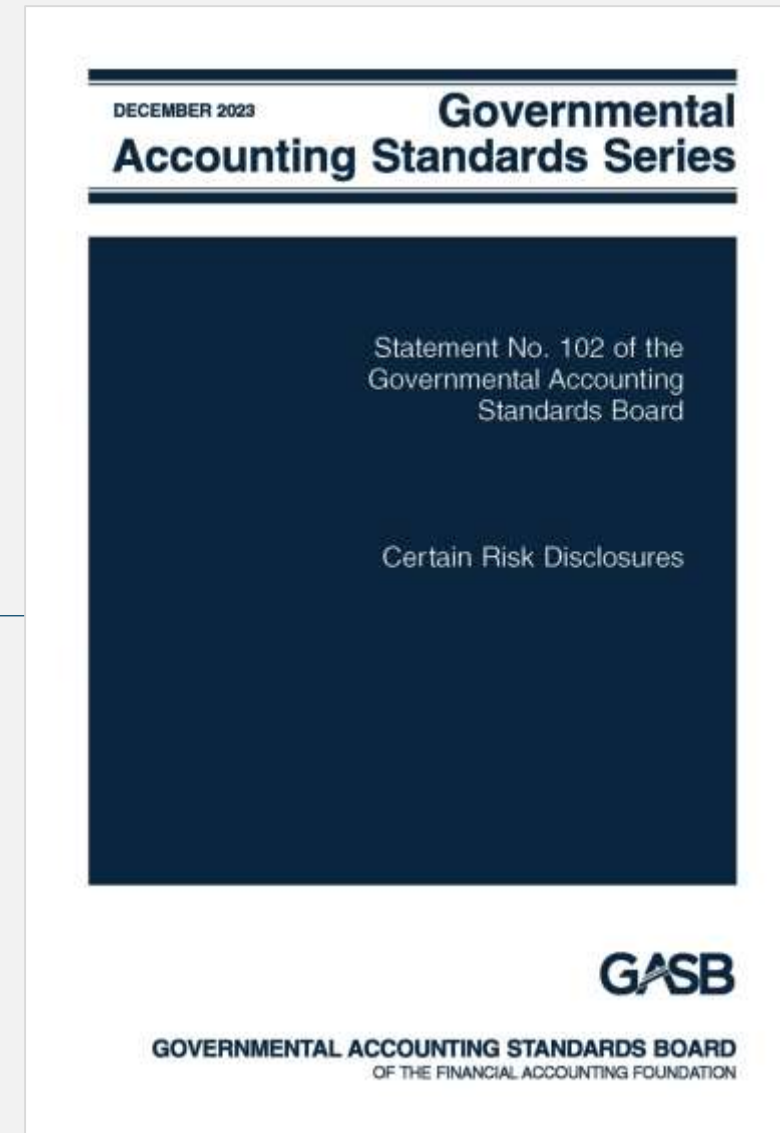 DECEMBER 2023
Governmental
Accounting Standards Series
Statement No. 102 of the
Governmental Accounting
Standards Board
Certain Risk Disclosures
GASB
GOVERNMENTAL ACCOUNTING STANDARDS BOARD
OF THE FINANCIAL ACCOUNTING FOUNDATION